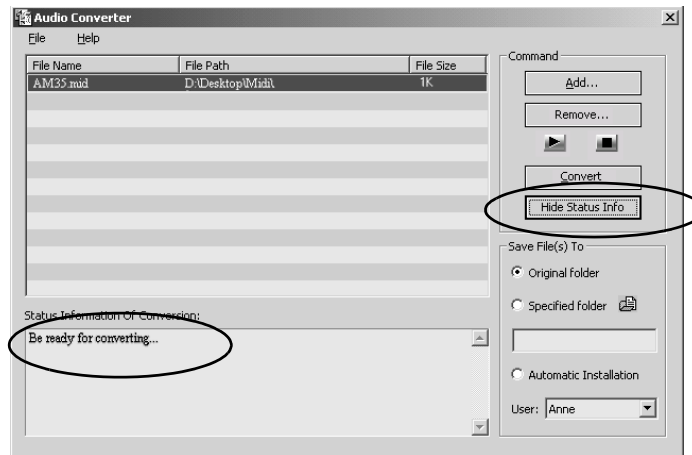 Audio Converter
File Help
File Name File Path File Size
AM35.mid D:\Desktop\Midi\ 1K
Command
Add...
Remove...
Convert
Hide Status Info
Save File(s) To
Original folder
Specified folder
Automatic Installation
User: Anne
Status Information Of Conversion:
Be ready for converting...